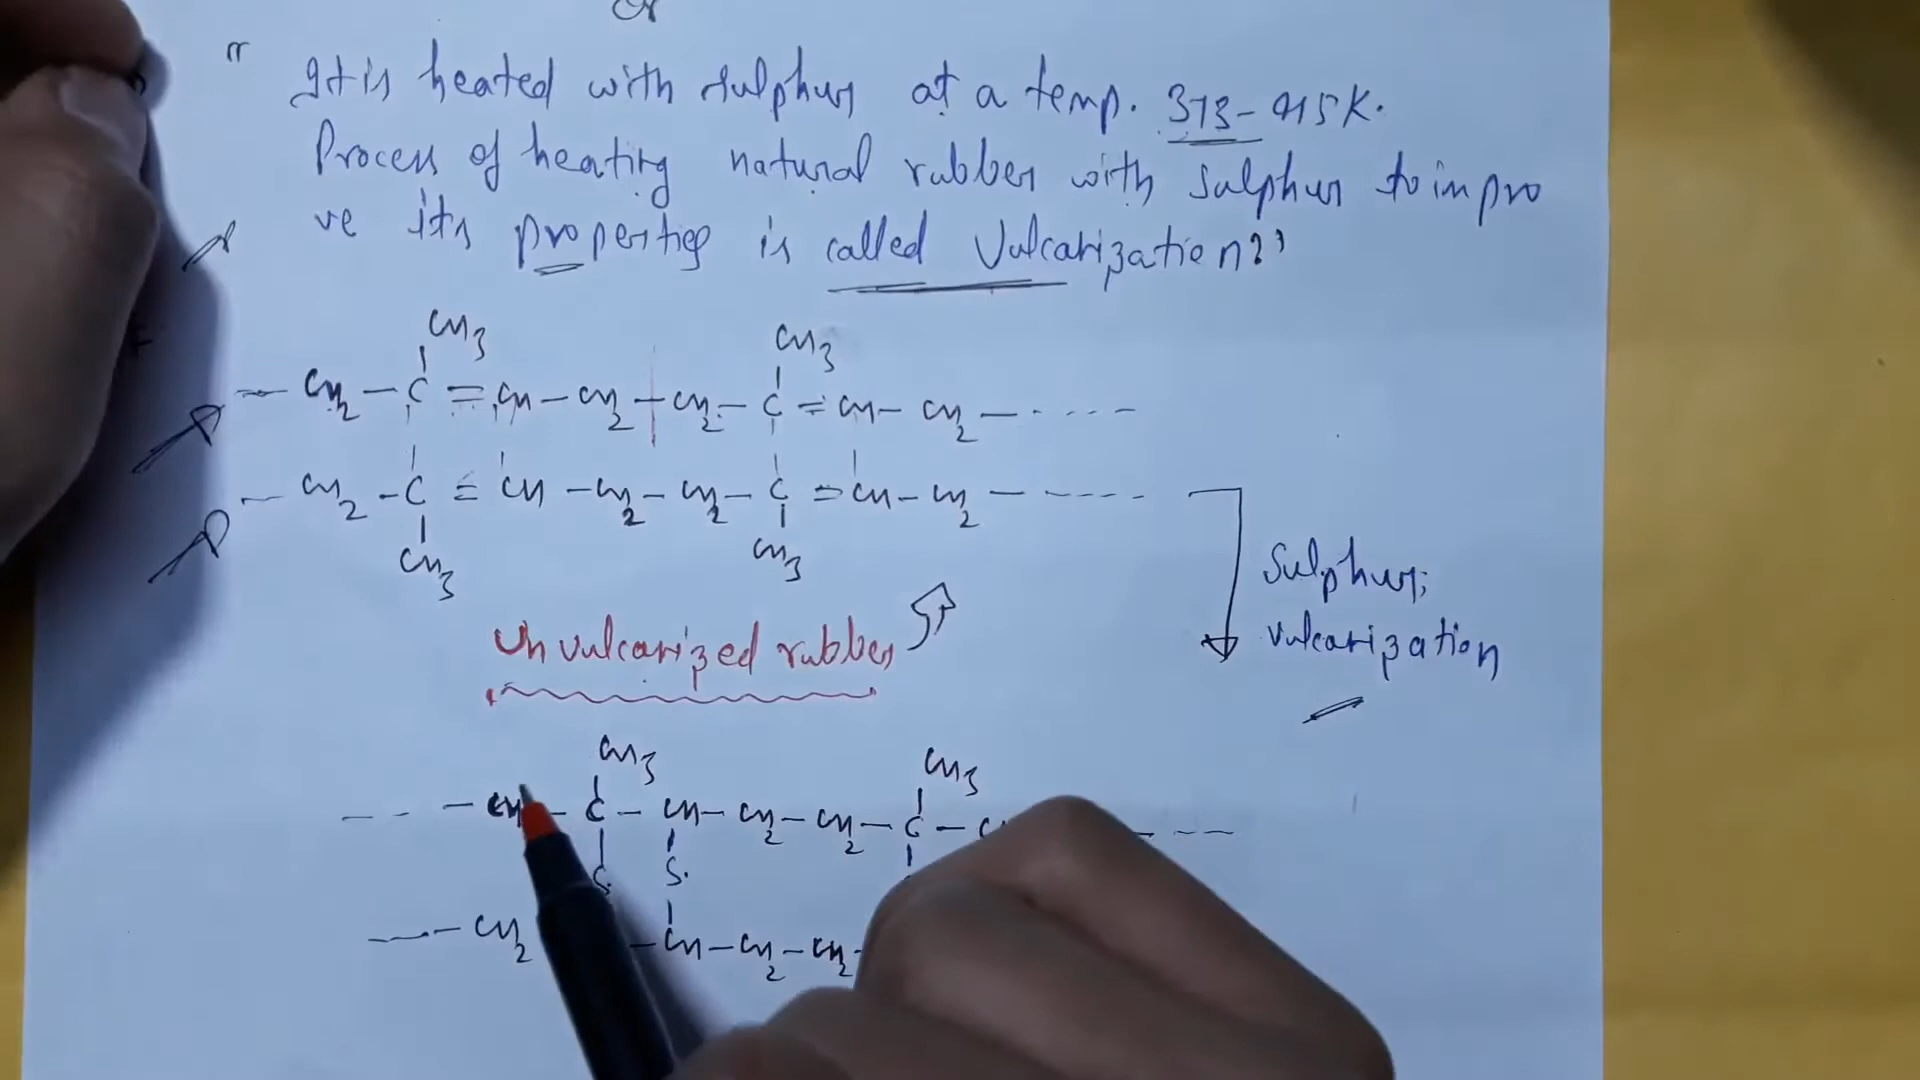 or
"
It is heated with sulphur at a temp. 373-415K.
Process of heating natural rubber with sulphur to impro
ve its properties is called Vulcanization"
CH3 CH3
— CH2 — C = CH — CH2 — CH2 — C = CH — CH2 — - - - -
— CH2 — C = CH — CH2 — CH2 — C = CH — CH2 — - - - -
CH3 CH3
Sulphur;
vulcanization
Unvulcanized rubber
CH3 CH3
- - — CH — C — CH — CH2 — CH2 — C —
S S
— CH2 — CH — CH2 — CH2 —